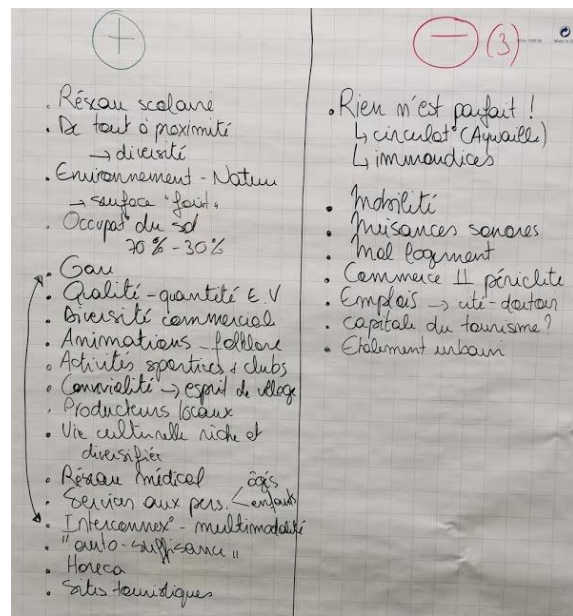 +
. Réseau scolaire
. De tout à proximité
→ diversité
. Environnement - Nature
→ surface "forêt"
. Occupat° du sol
70% - 30%
. Gare
. Qualité - quantité E.V
. Diversité commercial
. Animations - folklore
. Activités sportives & clubs
. Convivialité → esprit de village
. Producteurs locaux
. Vie culturelle riche et
diversifiée
. Réseau médical
. Services aux pers. < âgés
enfants
. Interconnex° - multimodalité
. "auto-suffisance"
. Horeca
. Sites touristiques
- (3)
. Rien n'est parfait !
↳ circulat° (Aywaille)
↳ immondices
. Mobilité
. Nuisances sonores
. Mal logement
. Commerce périclite
. Emplois → cité-dortoir
. Capitale du tourisme ?
. Etalement urbain